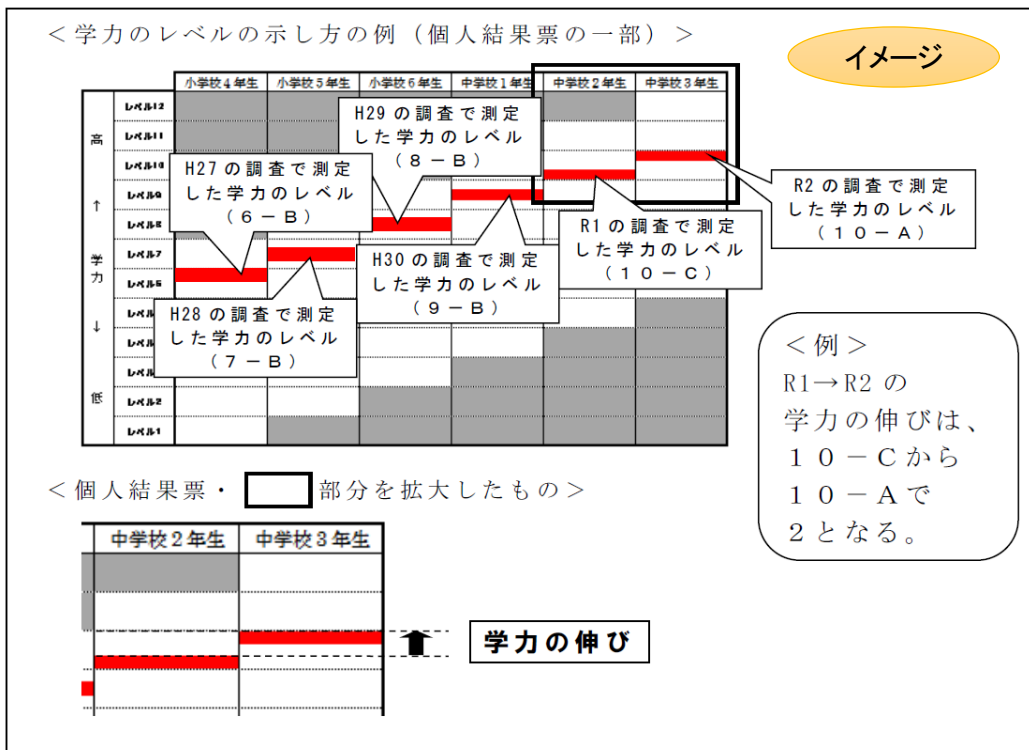 ＜学力のレベルの示し方の例（個人結果票の一部）＞
イメージ
小学校４年生 小学校５年生 小学校６年生 中学校１年生 中学校２年生 中学校３年生
高
↑
学力
↓
低
レベル12
レベル11
レベル10
レベル9
レベル8
レベル7
レベル6
レベル2
レベル1
H27の調査で測定
した学力のレベル
（６－Ｂ）
H29の調査で測定
した学力のレベル
（８－Ｂ）
H28の調査で測定
した学力のレベル
（７－Ｂ）
H30の調査で測定
した学力のレベル
（９－Ｂ）
R1の調査で測定
した学力のレベル
（１０－Ｃ）
R2の調査で測定
した学力のレベル
（１０－Ａ）
＜例＞
R1→R2の
学力の伸びは、
１０－Ｃから
１０－Ａで
２となる。
＜個人結果票・ 部分を拡大したもの＞
中学校２年生 中学校３年生
学力の伸び